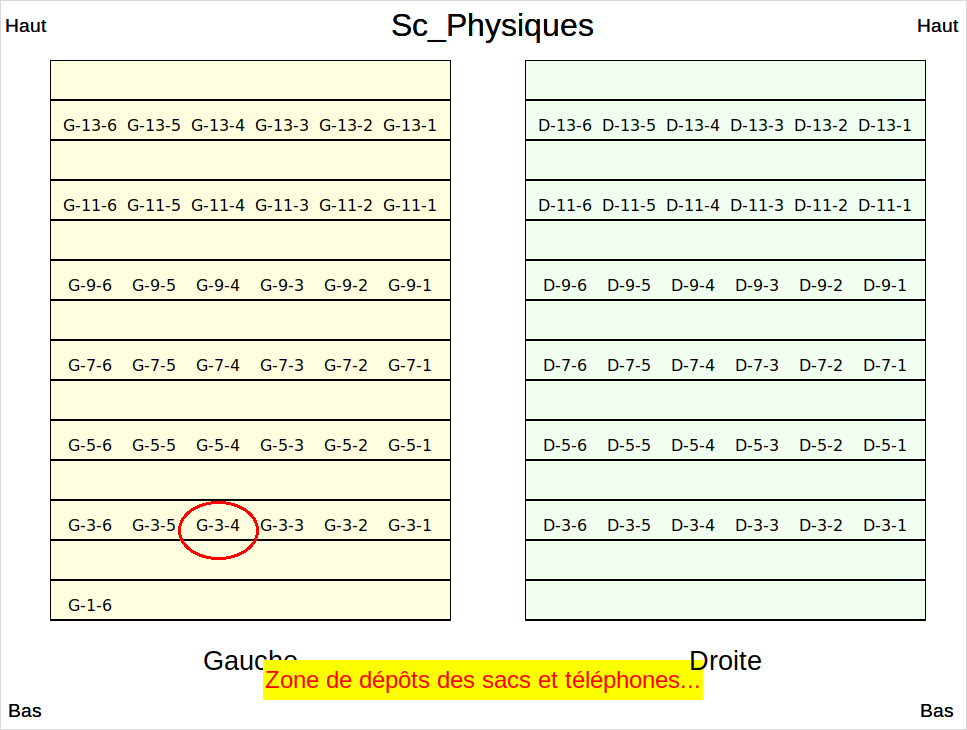 Haut Sc_Physiques Haut
G-13-6 G-13-5 G-13-4 G-13-3 G-13-2 G-13-1 D-13-6 D-13-5 D-13-4 D-13-3 D-13-2 D-13-1
G-11-6 G-11-5 G-11-4 G-11-3 G-11-2 G-11-1 D-11-6 D-11-5 D-11-4 D-11-3 D-11-2 D-11-1
G-9-6 G-9-5 G-9-4 G-9-3 G-9-2 G-9-1 D-9-6 D-9-5 D-9-4 D-9-3 D-9-2 D-9-1
G-7-6 G-7-5 G-7-4 G-7-3 G-7-2 G-7-1 D-7-6 D-7-5 D-7-4 D-7-3 D-7-2 D-7-1
G-5-6 G-5-5 G-5-4 G-5-3 G-5-2 G-5-1 D-5-6 D-5-5 D-5-4 D-5-3 D-5-2 D-5-1
G-3-6 G-3-5 G-3-4 G-3-3 G-3-2 G-3-1 D-3-6 D-3-5 D-3-4 D-3-3 D-3-2 D-3-1
G-1-6
Gauche Droite
Zone de dépôts des sacs et téléphones...
Bas Bas